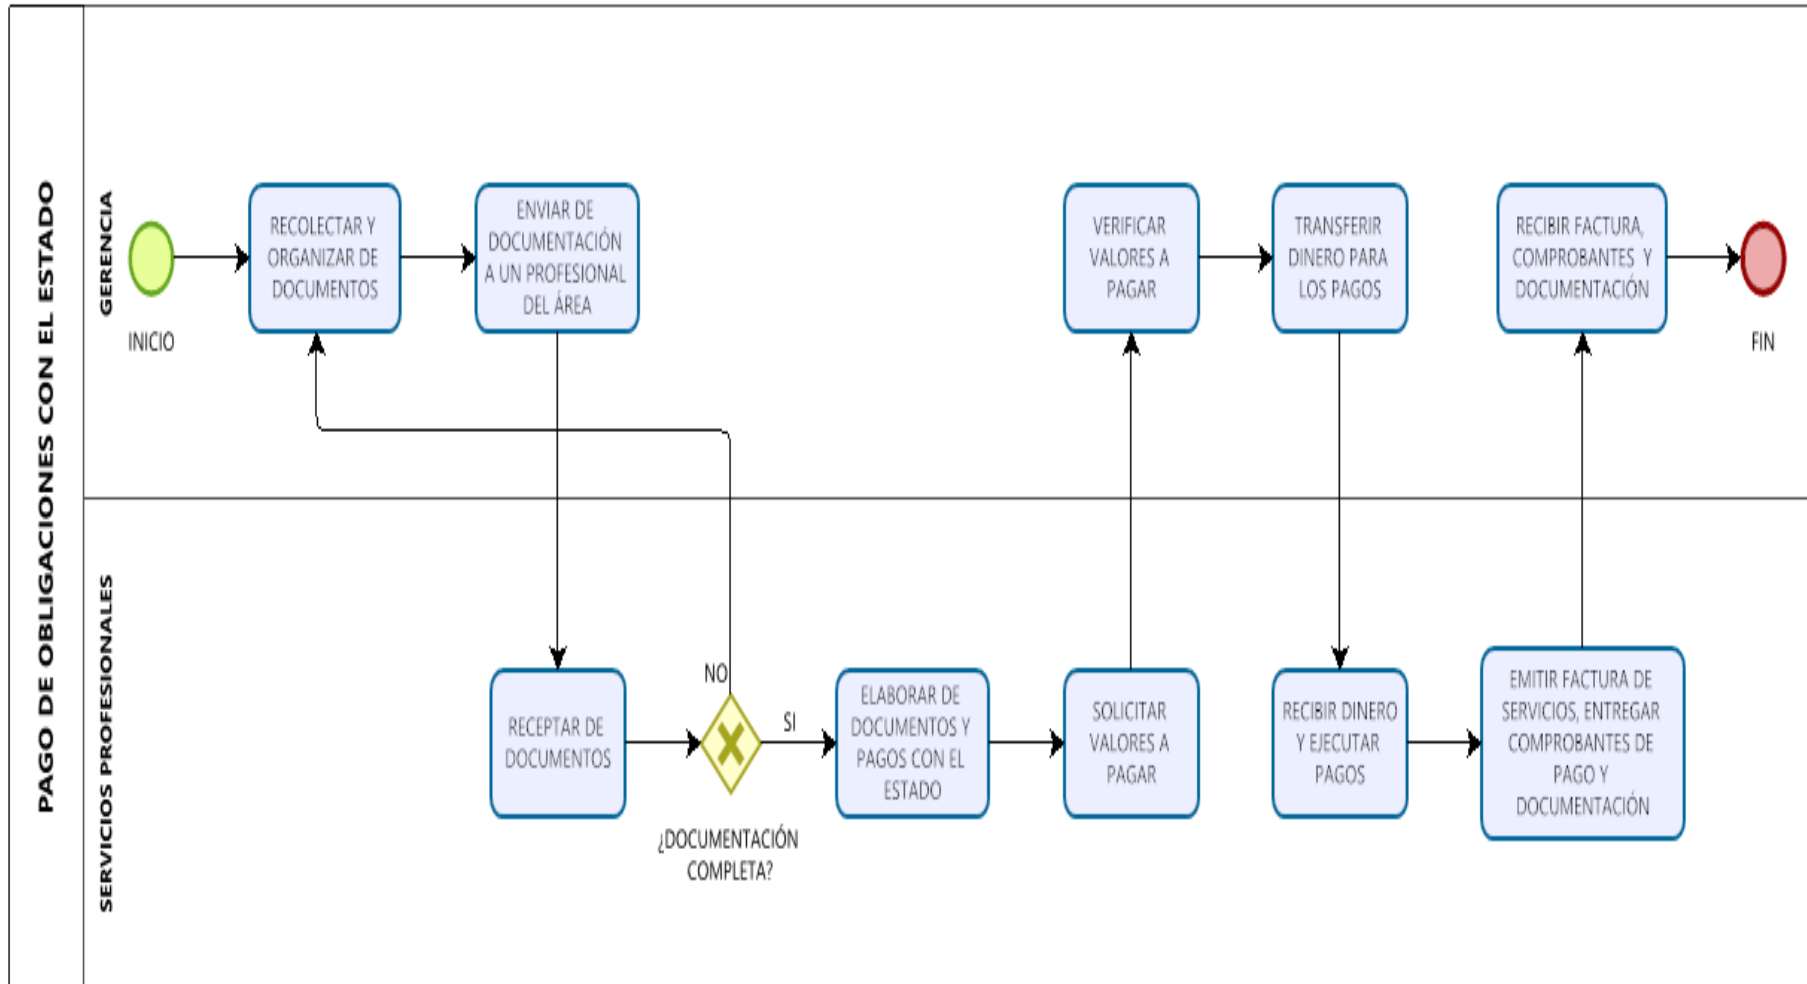 PAGO DE OBLIGACIONES CON EL ESTADO
GERENCIA
INICIO
RECOLECTAR Y
ORGANIZAR DE
DOCUMENTOS
ENVIAR DE
DOCUMENTACIÓN
A UN PROFESIONAL
DEL ÁREA
VERIFICAR
VALORES A
PAGAR
TRANSFERIR
DINERO PARA
LOS PAGOS
RECIBIR FACTURA,
COMPROBANTES Y
DOCUMENTACIÓN
FIN
SERVICIOS PROFESIONALES
RECEPTAR DE
DOCUMENTOS
NO
SI
¿DOCUMENTACIÓN
COMPLETA?
ELABORAR DE
DOCUMENTOS Y
PAGOS CON EL
ESTADO
SOLICITAR
VALORES A
PAGAR
RECIBIR DINERO
Y EJECUTAR
PAGOS
EMITIR FACTURA DE
SERVICIOS, ENTREGAR
COMPROBANTES DE
PAGO Y
DOCUMENTACIÓN